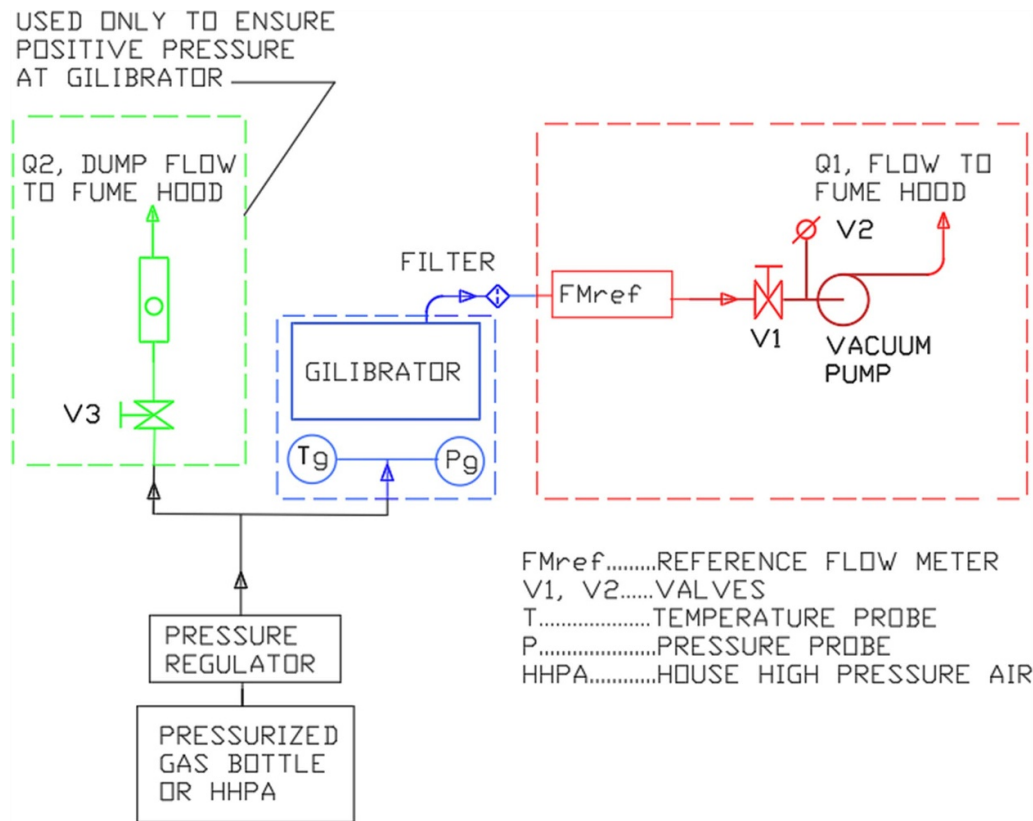 USED ONLY TO ENSURE
POSITIVE PRESSURE
AT GILIBRATOR
Q2, DUMP FLOW
TO FUME HOOD
V3
FILTER
GILIBRATOR
Tg
Pg
Q1, FLOW TO
FUME HOOD
V2
FMref
V1
VACUUM
PUMP
PRESSURE
REGULATOR
PRESSURIZED
GAS BOTTLE
OR HHPA
FMref.........REFERENCE FLOW METER
V1, V2......VALVES
T.....................TEMPERATURE PROBE
P.....................PRESSURE PROBE
HHPA............HOUSE HIGH PRESSURE AIR